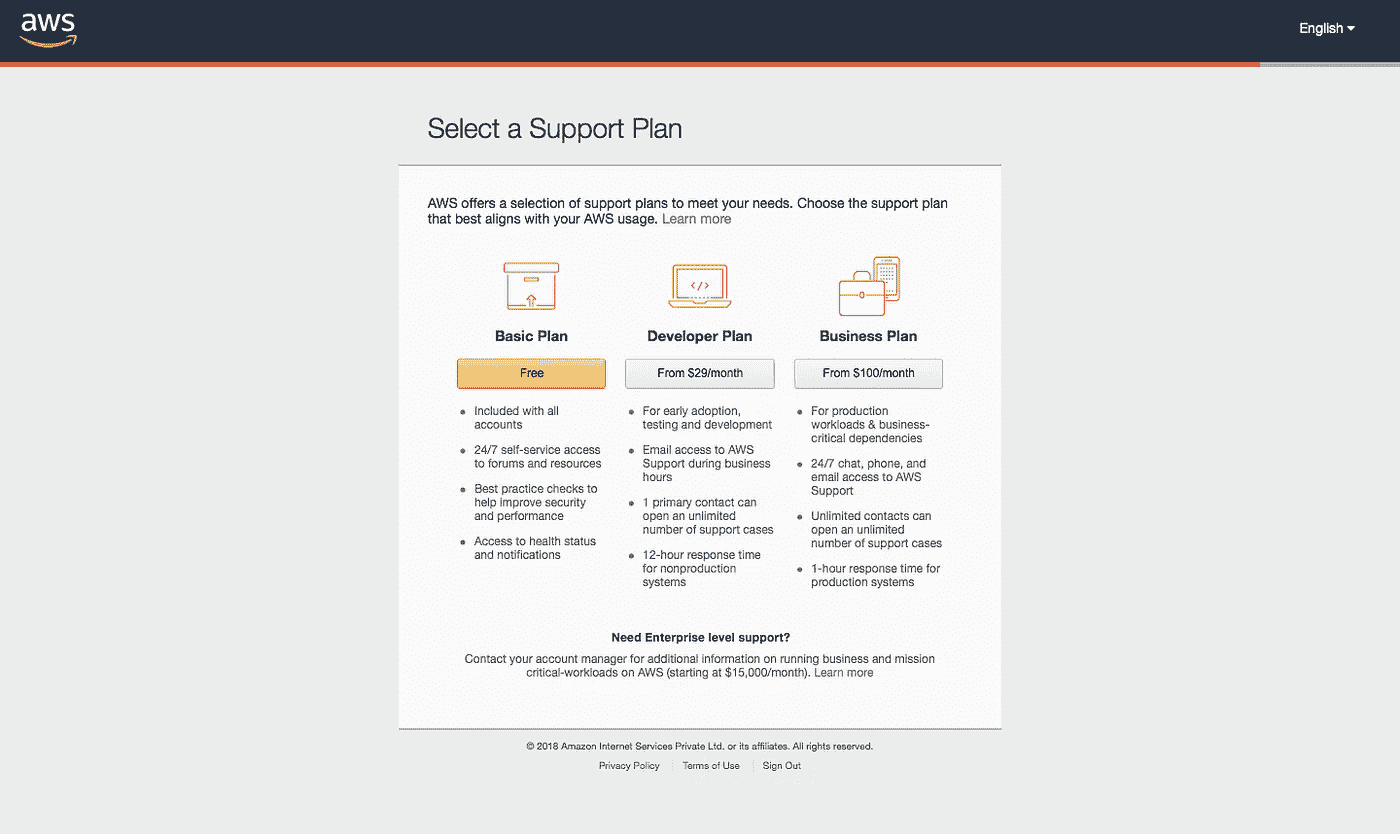 aws
English
Select a Support Plan
AWS offers a selection of support plans to meet your needs. Choose the support plan
that best aligns with your AWS usage. Learn more
</>
Basic Plan
Free
Included with all
accounts
24/7 self-service access
to forums and resources
Best practice checks to
help improve security
and performance
Access to health status
and notifications
Developer Plan
From $29/month
For early adoption,
testing and development
Email access to AWS
Support during business
hours
1 primary contact can
open an unlimited
number of support cases
12-hour response time
for nonproduction
systems
Business Plan
From $100/month
For production
workloads & business-
critical dependencies
24/7 chat, phone, and
email access to AWS
Support
Unlimited contacts can
open an unlimited
number of support cases
1-hour response time for
production systems
Need Enterprise level support?
Contact your account manager for additional information on running business and mission
critical-workloads on AWS (starting at $15,000/month). Learn more
© 2018 Amazon Internet Services Private Ltd. or its affiliates. All rights reserved.
Privacy Policy
Terms of Use
Sign Out